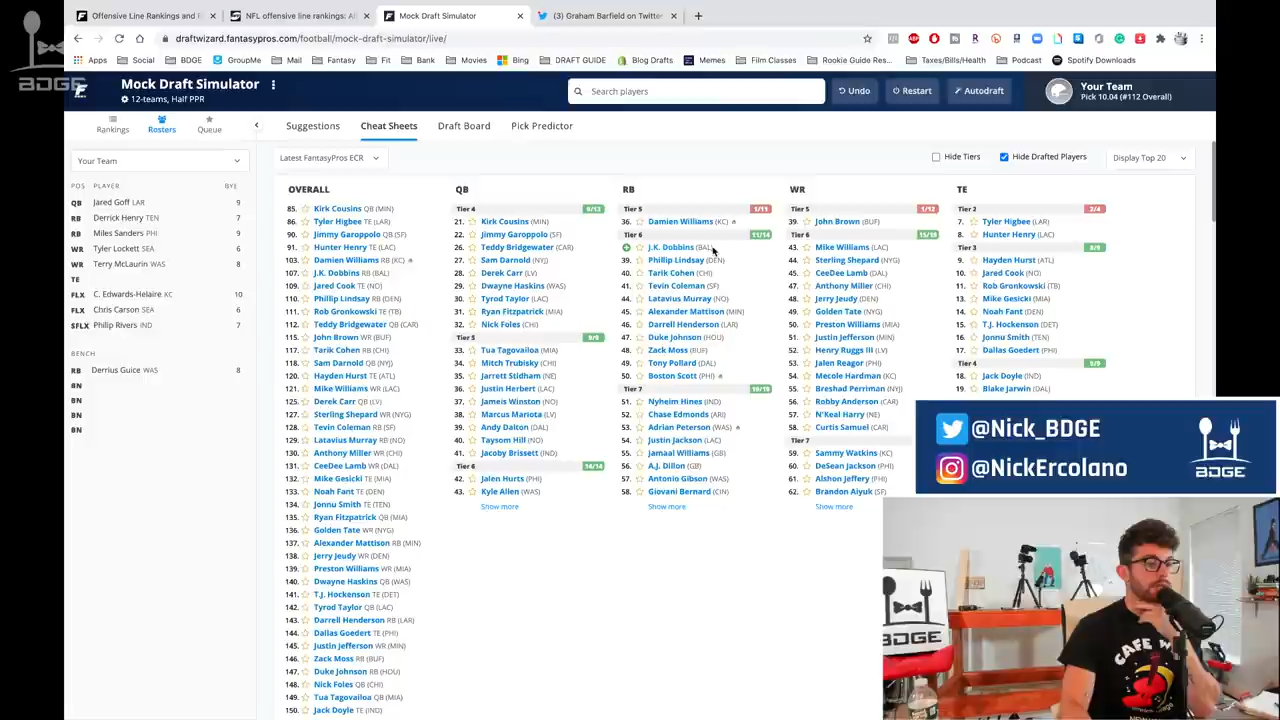 Offensive Line Rankings and
NFL offensive line rankings: Al
Mock Draft Simulator
(3) Graham Barfield on Twitter
draftwizard.fantasypros.com/football/mock-draft-simulator/live/
Apps
Social
BDGE
GroupMe
Mail
Fantasy
Fit
Bank
Movies
Bing
DRAFT GUIDE
Blog Drafts
Memes
Film Classes
Rookie Guide Res...
Taxes/Bills/Health
Podcast
Spotify Downloads
BDGE
Mock Draft Simulator
12-teams, Half PPR
Search players
Undo
Restart
Autodraft
Your Team
Pick 10.04 (#112 Overall)
Rankings
Rosters
Queue
Suggestions
Cheat Sheets
Draft Board
Pick Predictor
Your Team
Latest FantasyPros ECR
Hide Tiers
Hide Drafted Players
Display Top 20
POS PLAYER BYE
QB Jared Goff LAR 9
RB Derrick Henry TEN 7
RB Miles Sanders PHI 9
WR Tyler Lockett SEA 6
WR Terry McLaurin WAS 8
TE
FLX C. Edwards-Helaire KC 10
FLX Chris Carson SEA 6
SFLX Philip Rivers IND 7
BENCH
RB Derrius Guice WAS 8
BN
BN
BN
BN
OVERALL
85. Kirk Cousins QB (MIN)
86. Tyler Higbee TE (LAR)
90. Jimmy Garoppolo QB (SF)
91. Hunter Henry TE (LAC)
103. Damien Williams RB (KC)
107. J.K. Dobbins RB (BAL)
109. Jared Cook TE (NO)
110. Phillip Lindsay RB (DEN)
111. Rob Gronkowski TE (TB)
112. Teddy Bridgewater QB (CAR)
115. John Brown WR (BUF)
117. Tarik Cohen RB (CHI)
118. Sam Darnold QB (NYJ)
120. Hayden Hurst TE (ATL)
121. Mike Williams WR (LAC)
125. Derek Carr QB (LV)
127. Sterling Shepard WR (NYG)
128. Tevin Coleman RB (SF)
129. Latavius Murray RB (NO)
130. Anthony Miller WR (CHI)
131. CeeDee Lamb WR (DAL)
132. Mike Gesicki TE (MIA)
133. Noah Fant TE (DEN)
134. Jonnu Smith TE (TEN)
135. Ryan Fitzpatrick QB (MIA)
136. Golden Tate WR (NYG)
137. Alexander Mattison RB (MIN)
138. Jerry Jeudy WR (DEN)
139. Preston Williams WR (MIA)
140. Dwayne Haskins QB (WAS)
141. T.J. Hockenson TE (DET)
142. Tyrod Taylor QB (LAC)
143. Darrell Henderson RB (LAR)
144. Dallas Goedert TE (PHI)
145. Justin Jefferson WR (MIN)
146. Zack Moss RB (BUF)
147. Duke Johnson RB (HOU)
148. Nick Foles QB (CHI)
149. Tua Tagovailoa QB (MIA)
150. Jack Doyle TE (IND)
QB
Tier 4
21. Kirk Cousins (MIN)
22. Jimmy Garoppolo (SF)
26. Teddy Bridgewater (CAR)
27. Sam Darnold (NYJ)
28. Derek Carr (LV)
29. Dwayne Haskins (WAS)
30. Tyrod Taylor (LAC)
31. Ryan Fitzpatrick (MIA)
32. Nick Foles (CHI)
Tier 5
33. Tua Tagovailoa (MIA)
34. Mitch Trubisky (CHI)
35. Jarrett Stidham (NE)
36. Justin Herbert (LAC)
37. Jameis Winston (NO)
38. Marcus Mariota (LV)
39. Andy Dalton (DAL)
40. Taysom Hill (NO)
41. Jacoby Brissett (IND)
Tier 6 14/14
42. Jalen Hurts (PHI)
43. Kyle Allen (WAS)
Show more
RB
Tier 5 1/11
36. Damien Williams (KC)
Tier 6 11/14
J.K. Dobbins (BAL)
39. Phillip Lindsay (DEN)
40. Tarik Cohen (CHI)
41. Tevin Coleman (SF)
44. Latavius Murray (NO)
45. Alexander Mattison (MIN)
46. Darrell Henderson (LAR)
47. Duke Johnson (HOU)
48. Zack Moss (BUF)
49. Tony Pollard (DAL)
50. Boston Scott (PHI)
Tier 7 19/19
51. Nyheim Hines (IND)
52. Chase Edmonds (ARI)
53. Adrian Peterson (WAS)
54. Justin Jackson (LAC)
55. Jamaal Williams (GB)
56. A.J. Dillon (GB)
57. Antonio Gibson (WAS)
58. Giovani Bernard (CIN)
Show more
WR
Tier 5 1/12
39. John Brown (BUF)
Tier 6
43. Mike Williams (LAC)
44. Sterling Shepard (NYG)
45. CeeDee Lamb (DAL)
47. Anthony Miller (CHI)
48. Jerry Jeudy (DEN)
49. Golden Tate (NYG)
50. Preston Williams (MIA)
51. Justin Jefferson (MIN)
52. Henry Ruggs III (LV)
53. Jalen Reagor (PHI)
54. Mecole Hardman (KC)
55. Breshad Perriman (NYJ)
56. Robby Anderson (CAR)
57. N'Keal Harry (NE)
58. Curtis Samuel (CAR)
Tier 7
59. Sammy Watkins (KC)
60. DeSean Jackson (PHI)
61. Alshon Jeffery (PHI)
62. Brandon Aiyuk (SF)
Show more
TE
Tier 2 2/4
7. Tyler Higbee (LAR)
8. Hunter Henry (LAC)
Tier 3
9. Hayden Hurst (ATL)
10. Jared Cook (NO)
11. Rob Gronkowski (TB)
13. Mike Gesicki (MIA)
14. Noah Fant (DEN)
15. T.J. Hockenson (DET)
16. Jonnu Smith (TEN)
17. Dallas Goedert (PHI)
Tier 4
18. Jack Doyle (IND)
19. Blake Jarwin (DAL)
@Nick_BDGE
@NickErcolano
BDGE
BDGE